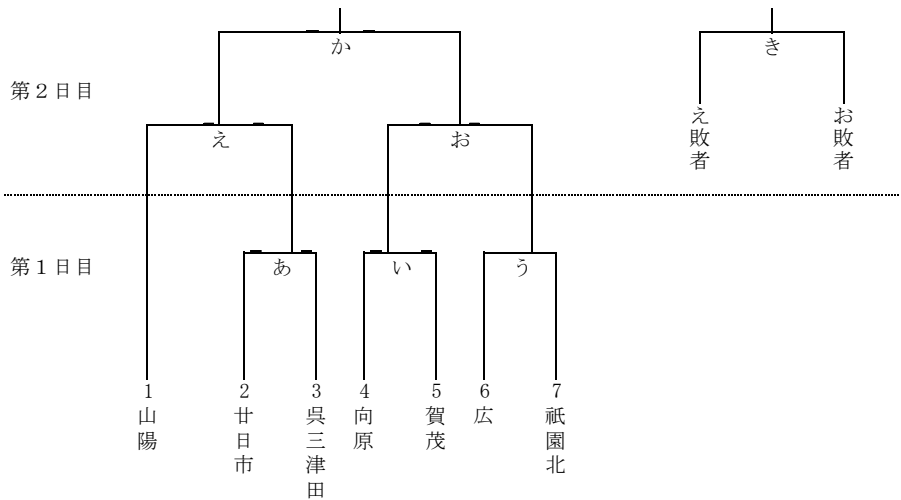 か
き
第２日目
え
お
え敗者
お敗者
第１日目
あ
い
う
1 山陽
2 廿日市
3 呉三津田
4 向原
5 賀茂
6 広
7 祇園北